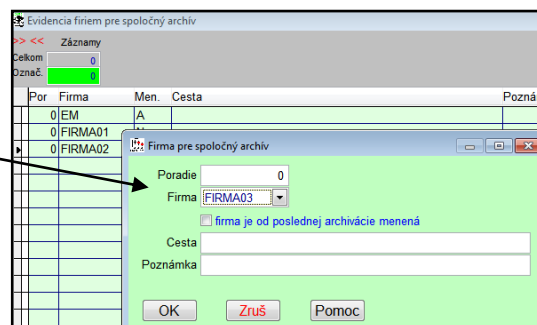 Evidencia firiem pre spoločný archív
>> << Záznamy
Celkom 0
Označ. 0
Por Firma Men. Cesta Pozná
0 EM A
0 FIRMA01
0 FIRMA02
Firma pre spoločný archív
Poradie 0
Firma FIRMA03
firma je od poslednej archivácie menená
Cesta
Poznámka
OK Zruš Pomoc